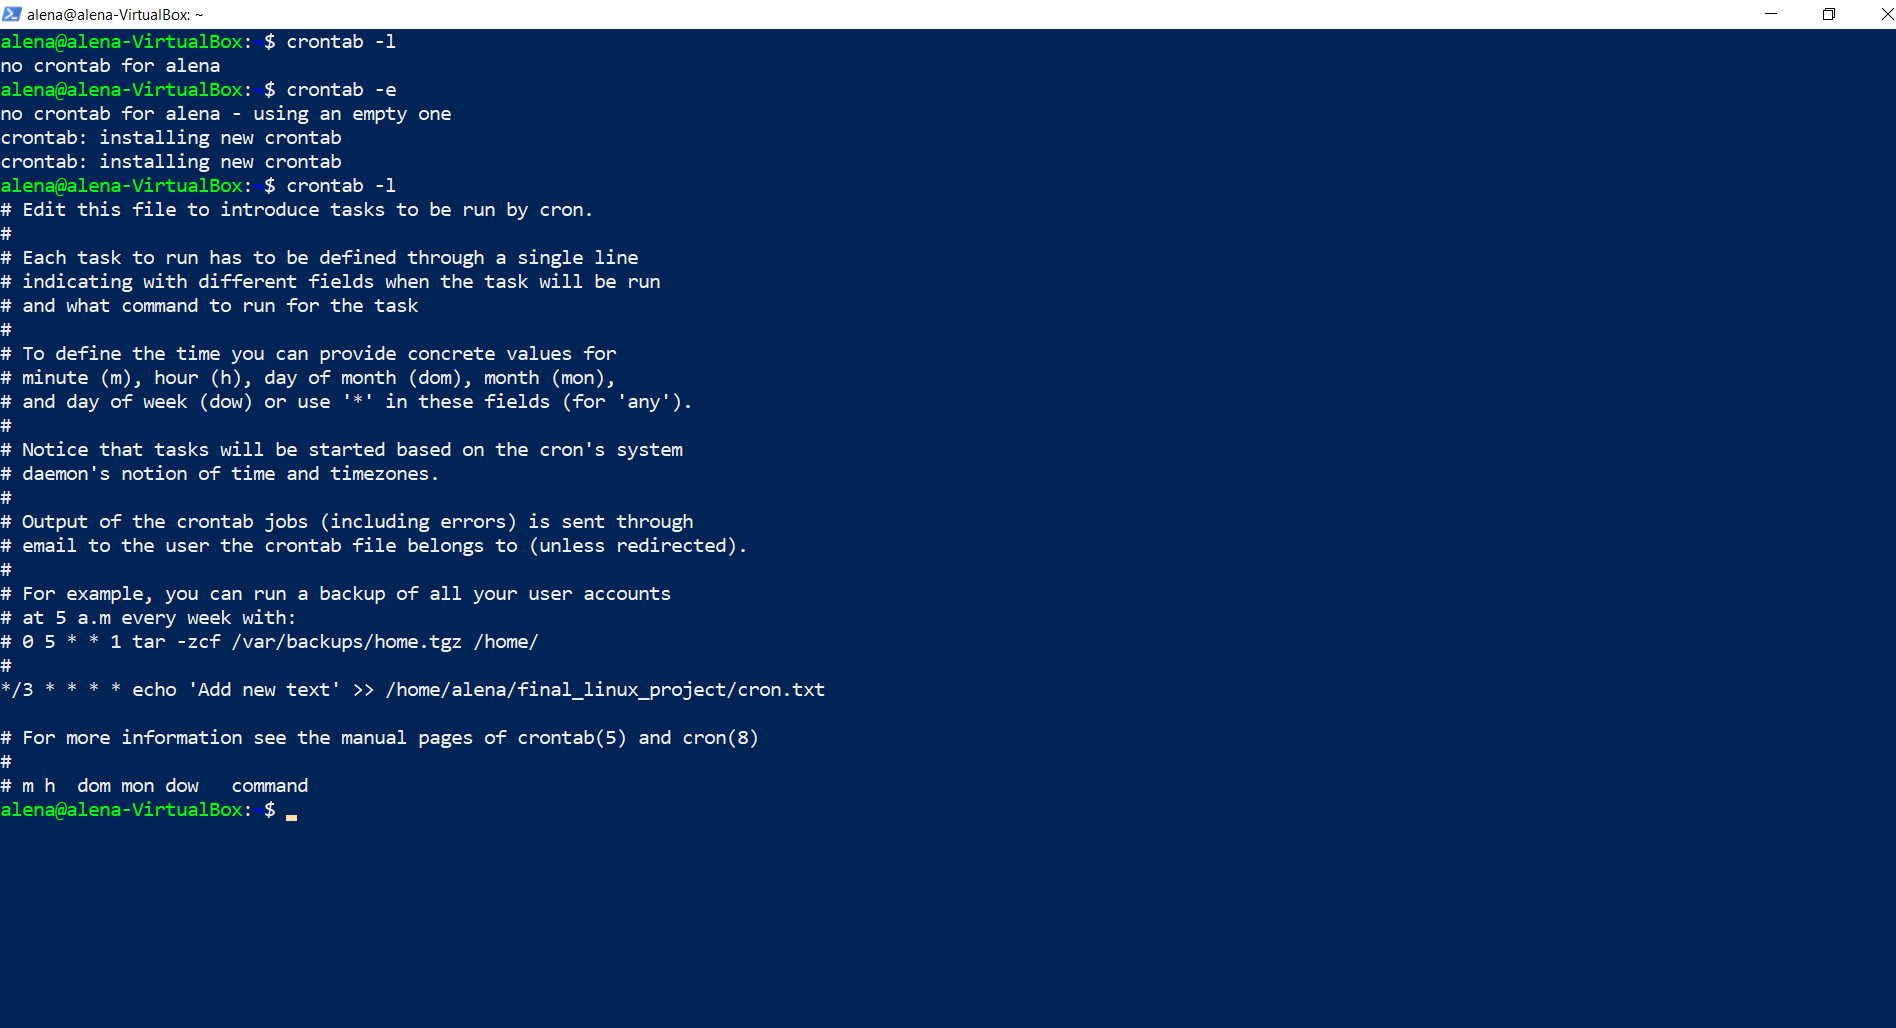 alena@alena-VirtualBox: ~
alena@alena-VirtualBox:~$ crontab -l
no crontab for alena
alena@alena-VirtualBox:~$ crontab -e
no crontab for alena - using an empty one
crontab: installing new crontab
crontab: installing new crontab
alena@alena-VirtualBox:~$ crontab -l
# Edit this file to introduce tasks to be run by cron.
#
# Each task to run has to be defined through a single line
# indicating with different fields when the task will be run
# and what command to run for the task
#
# To define the time you can provide concrete values for
# minute (m), hour (h), day of month (dom), month (mon),
# and day of week (dow) or use '*' in these fields (for 'any').
#
# Notice that tasks will be started based on the cron's system
# daemon's notion of time and timezones.
#
# Output of the crontab jobs (including errors) is sent through
# email to the user the crontab file belongs to (unless redirected).
#
# For example, you can run a backup of all your user accounts
# at 5 a.m every week with:
# 0 5 * * 1 tar -zcf /var/backups/home.tgz /home/
#
*/3 * * * * echo 'Add new text' >> /home/alena/final_linux_project/cron.txt

# For more information see the manual pages of crontab(5) and cron(8)
#
# m h  dom mon dow   command
alena@alena-VirtualBox:~$